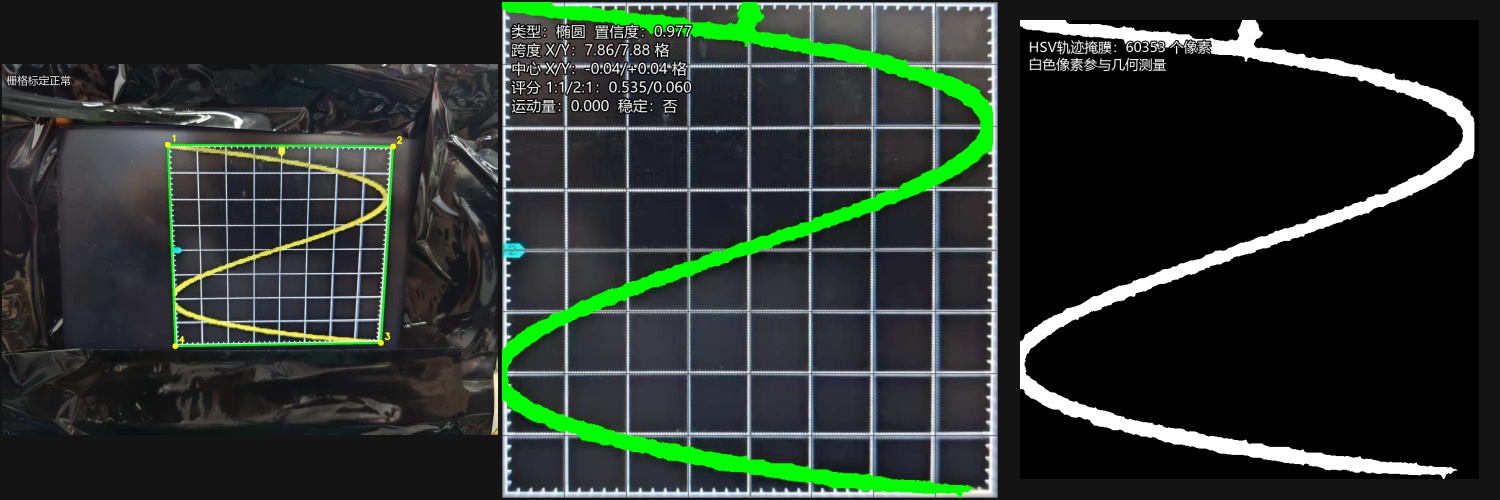 栅格标定正常
1
2
3
4
类型：椭圆 置信度：0.977
跨度 X/Y：7.86/7.88 格
中心 X/Y：-0.04/+0.04 格
评分 1:1/2:1：0.535/0.060
运动量：0.000 稳定：否
HSV轨迹掩膜：60353 个像素
白色像素参与几何测量